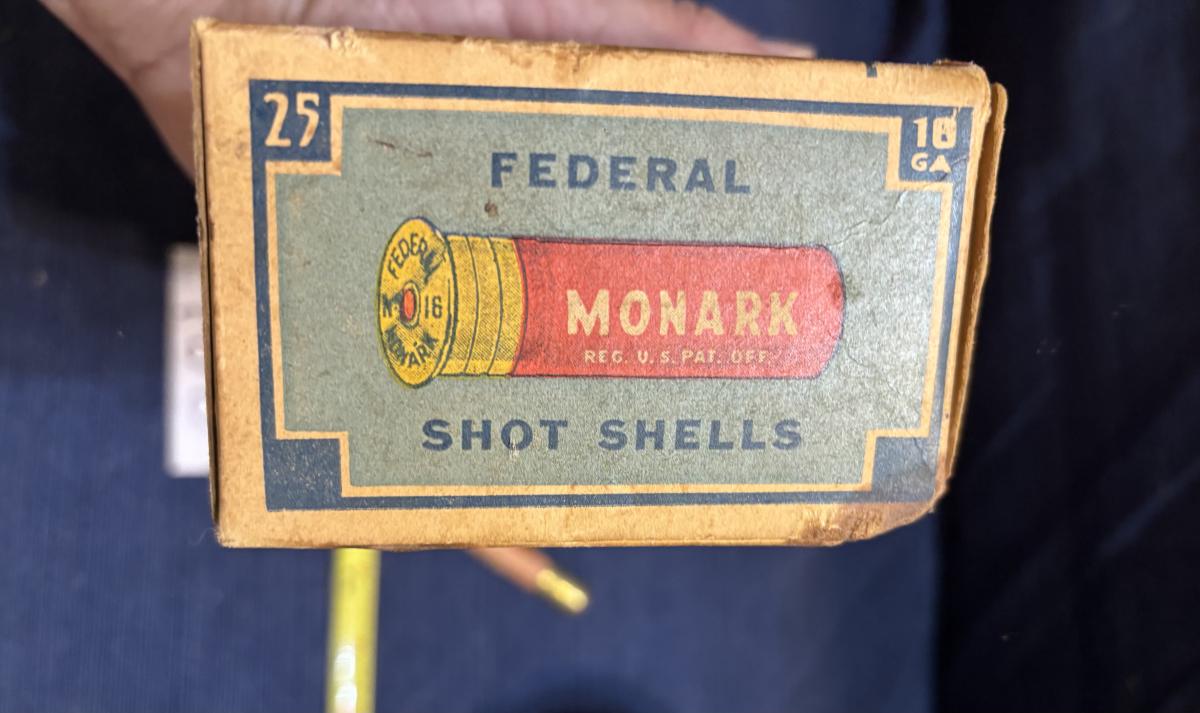 25
16
GA
FEDERAL
FEDERAL
No 16
MONARK
MONARK
REG. U.S. PAT. OFF.
SHOT SHELLS